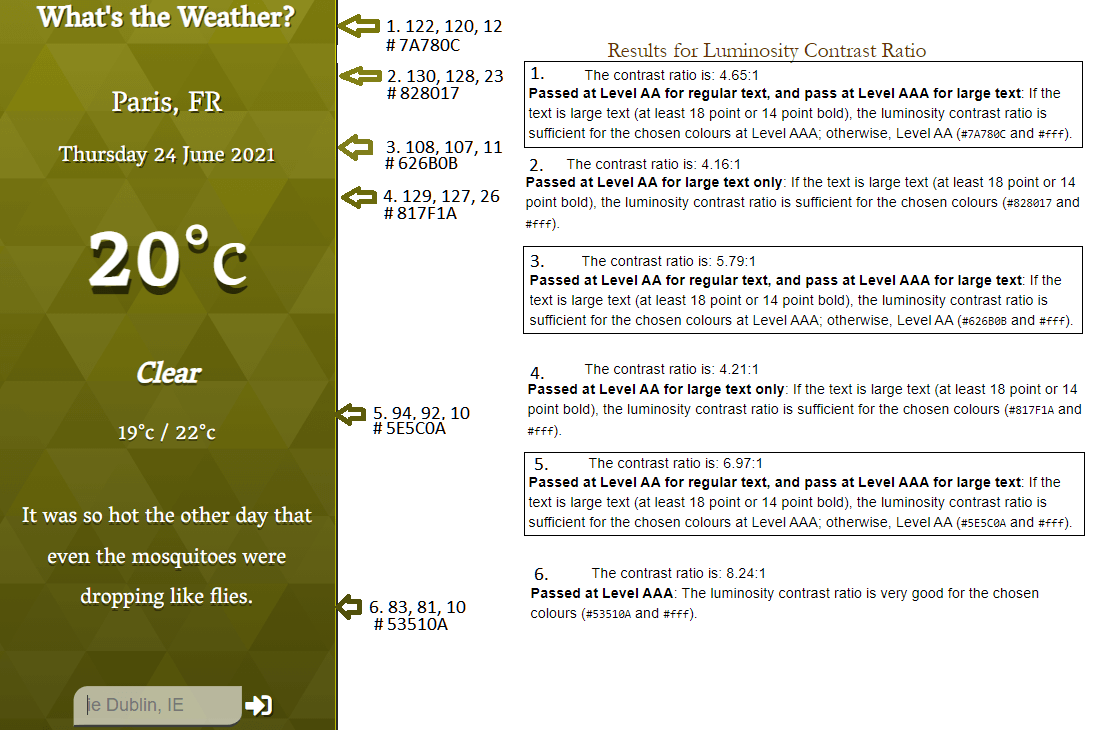 What's the Weather?
Paris, FR
Thursday 24 June 2021
20°c
Clear
19°c / 22°c
It was so hot the other day that
even the mosquitoes were
dropping like flies.
ie Dublin, IE
1. 122, 120, 12
# 7A780C
2. 130, 128, 23
# 828017
3. 108, 107, 11
# 626B0B
4. 129, 127, 26
# 817F1A
5. 94, 92, 10
# 5E5C0A
6. 83, 81, 10
# 53510A
Results for Luminosity Contrast Ratio
1. The contrast ratio is: 4.65:1
Passed at Level AA for regular text, and pass at Level AAA for large text: If the
text is large text (at least 18 point or 14 point bold), the luminosity contrast ratio is
sufficient for the chosen colours at Level AAA; otherwise, Level AA (#7A780C and #fff).
2. The contrast ratio is: 4.16:1
Passed at Level AA for large text only: If the text is large text (at least 18 point or 14
point bold), the luminosity contrast ratio is sufficient for the chosen colours (#828017 and
#fff).
3. The contrast ratio is: 5.79:1
Passed at Level AA for regular text, and pass at Level AAA for large text: If the
text is large text (at least 18 point or 14 point bold), the luminosity contrast ratio is
sufficient for the chosen colours at Level AAA; otherwise, Level AA (#626B0B and #fff).
4. The contrast ratio is: 4.21:1
Passed at Level AA for large text only: If the text is large text (at least 18 point or 14
point bold), the luminosity contrast ratio is sufficient for the chosen colours (#817F1A and
#fff).
5. The contrast ratio is: 6.97:1
Passed at Level AA for regular text, and pass at Level AAA for large text: If the
text is large text (at least 18 point or 14 point bold), the luminosity contrast ratio is
sufficient for the chosen colours at Level AAA; otherwise, Level AA (#5E5C0A and #fff).
6. The contrast ratio is: 8.24:1
Passed at Level AAA: The luminosity contrast ratio is very good for the chosen
colours (#53510A and #fff).